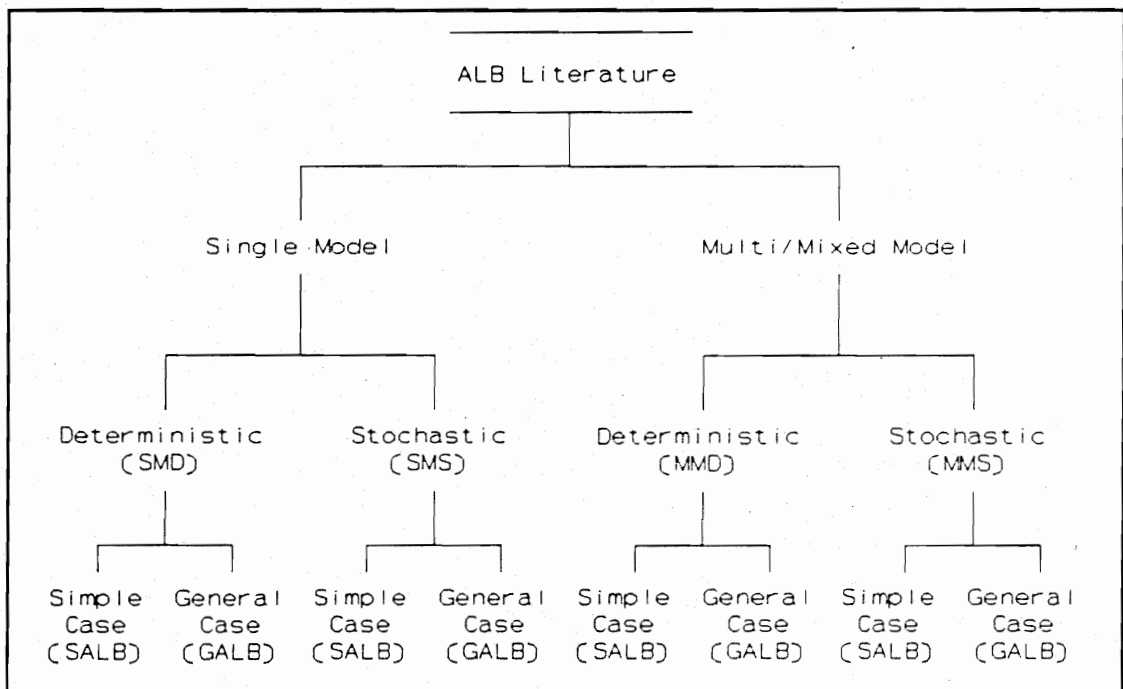 ALB Literature
Single Model
Multi/Mixed Model
Deterministic
(SMD)
Stochastic
(SMS)
Deterministic
(MMD)
Stochastic
(MMS)
Simple
Case
(SALB)
General
Case
(GALB)
Simple
Case
(SALB)
General
Case
(GALB)
Simple
Case
(SALB)
General
Case
(GALB)
Simple
Case
(SALB)
General
Case
(GALB)